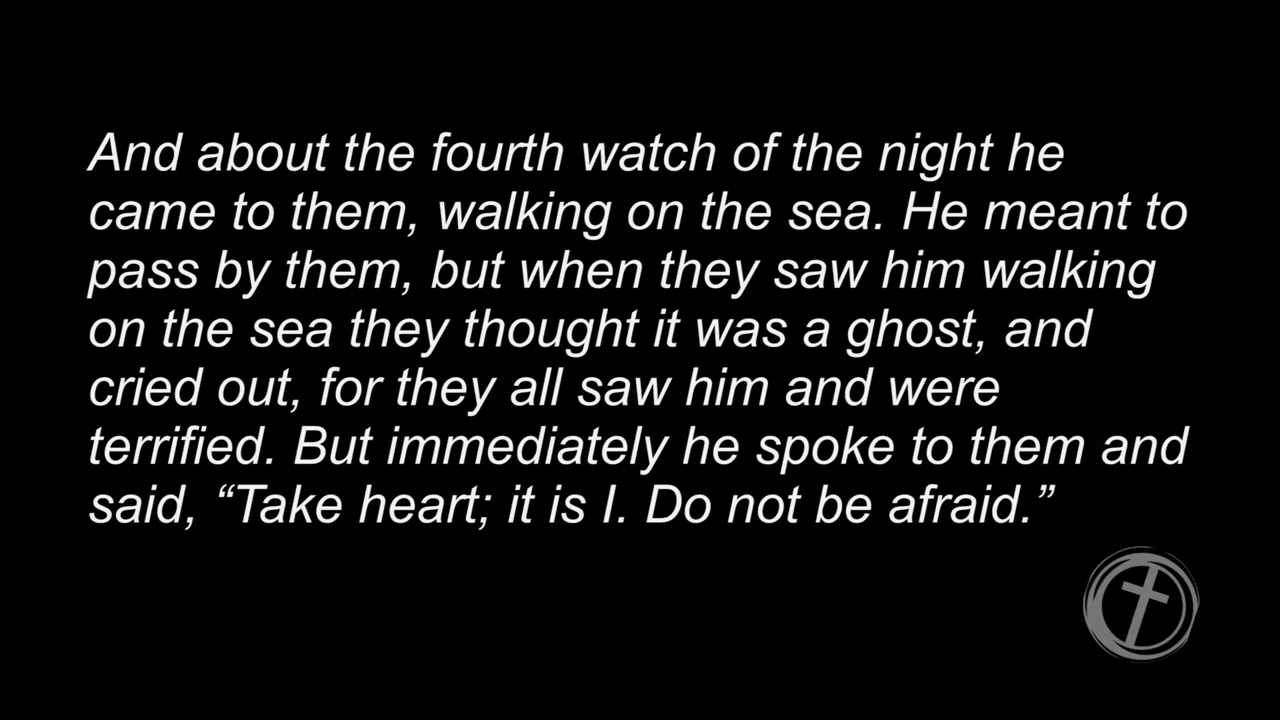 And about the fourth watch of the night he
came to them, walking on the sea. He meant to
pass by them, but when they saw him walking
on the sea they thought it was a ghost, and
cried out, for they all saw him and were
terrified. But immediately he spoke to them and
said, “Take heart; it is I. Do not be afraid.”